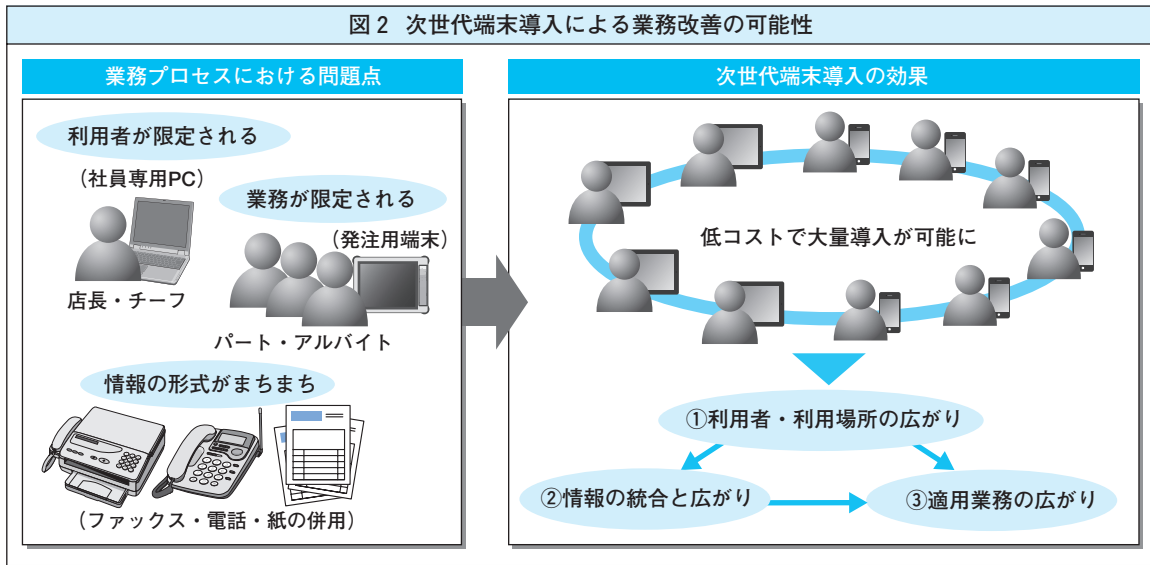 図2 次世代端末導入による業務改善の可能性
業務プロセスにおける問題点
利用者が限定される
(社員専用PC)
店長・チーフ
業務が限定される
(発注用端末)
パート・アルバイト
情報の形式がまちまち
(ファックス・電話・紙の併用)
次世代端末導入の効果
低コストで大量導入が可能に
①利用者・利用場所の広がり
②情報の統合と広がり
③適用業務の広がり